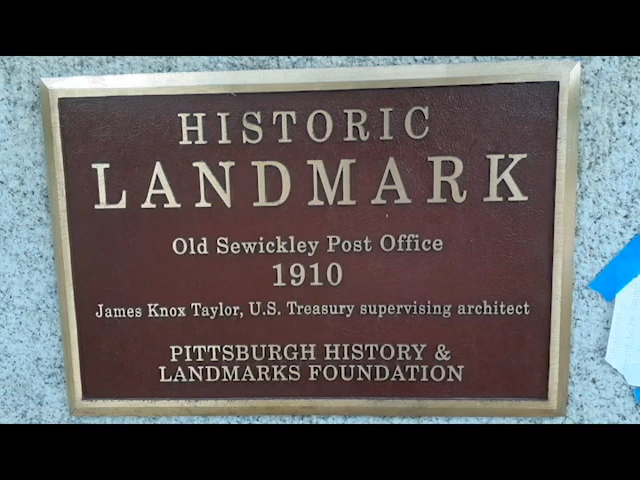 HISTORIC
LANDMARK
Old Sewickley Post Office
1910
James Knox Taylor, U.S. Treasury supervising architect
PITTSBURGH HISTORY &
LANDMARKS FOUNDATION